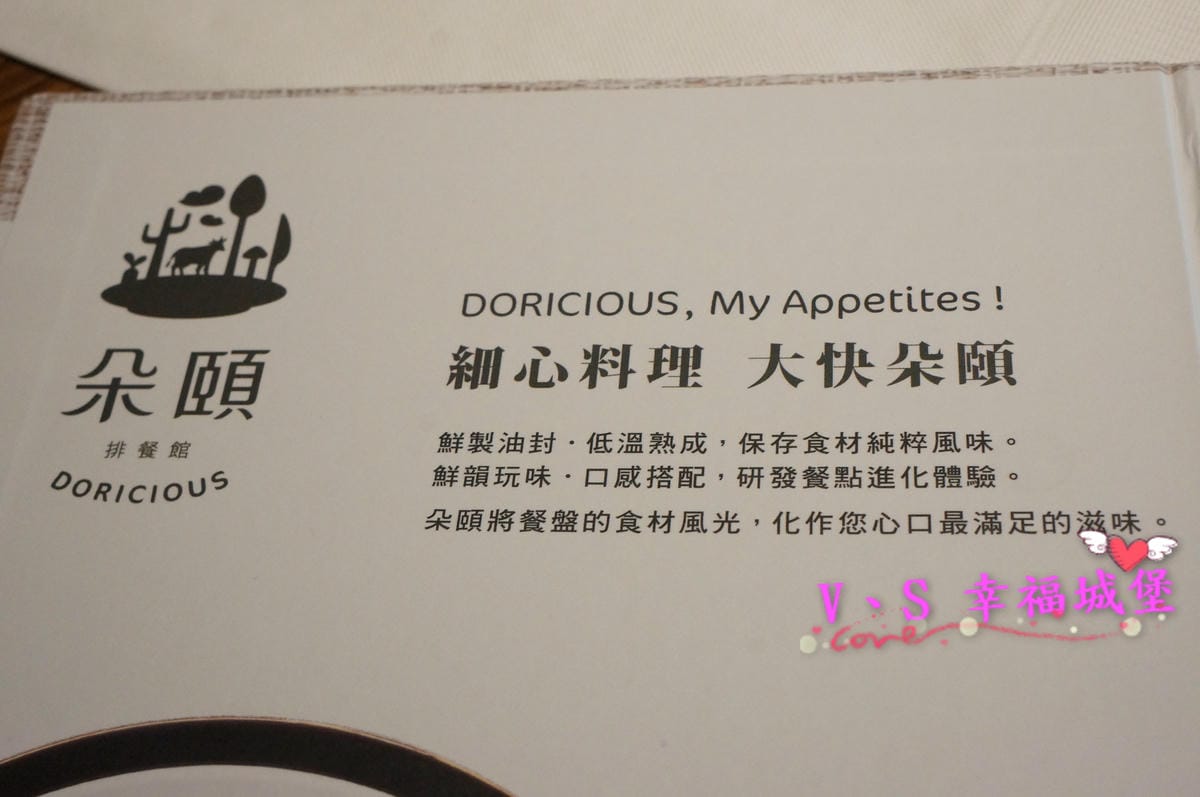 朵頤
排餐館
DORICIOUS
DORICIOUS, My Appetites !
細心料理 大快朵頤
鮮製油封・低溫熟成，保存食材純粹風味。
鮮韻玩味・口感搭配，研發餐點進化體驗。
朵頤將餐盤的食材風光，化作您心口最滿足的滋味。
V、S 幸福城堡